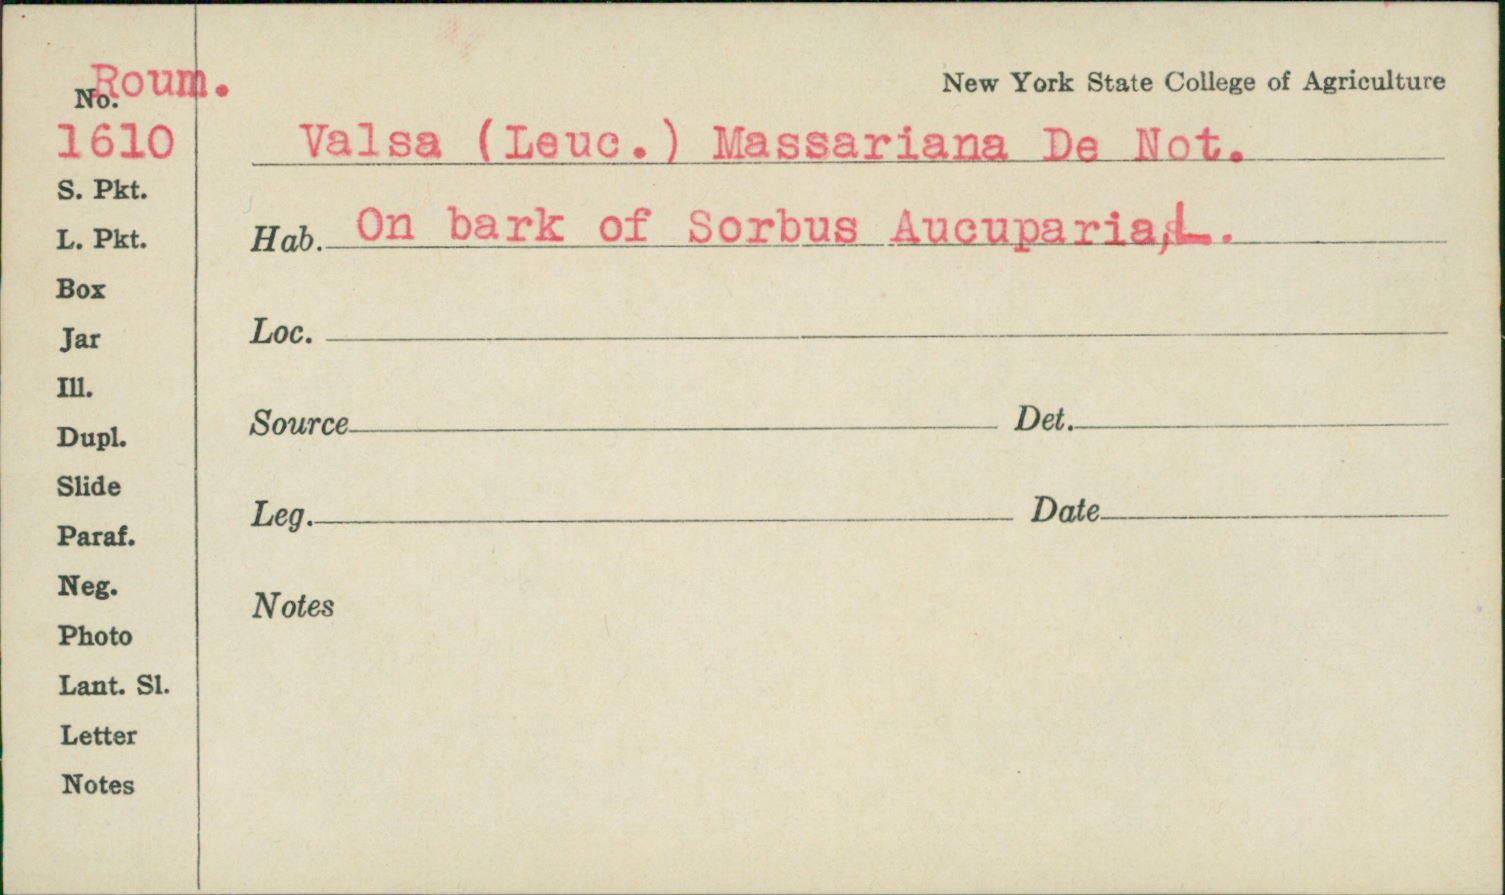 Roum.
No.
New York State College of Agriculture
1610
Valsa (Leuc.) Massariana De Not.
S. Pkt.
Hab. On bark of Sorbus Aucuparia, L.
L. Pkt.
Box
Jar
Loc.
Ill.
Dupl.
Source Det.
Slide
Leg. Date
Paraf.
Neg.
Notes
Photo
Lant. Sl.
Letter
Notes